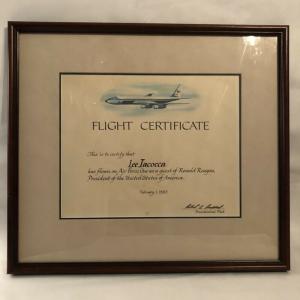 FLIGHT CERTIFICATE
This is to certify that
Lee Iacocca
has flown on Air Force One as a guest of Ronald Reagan,
President of the United States of America.
February 1, 
Presidential Pilot